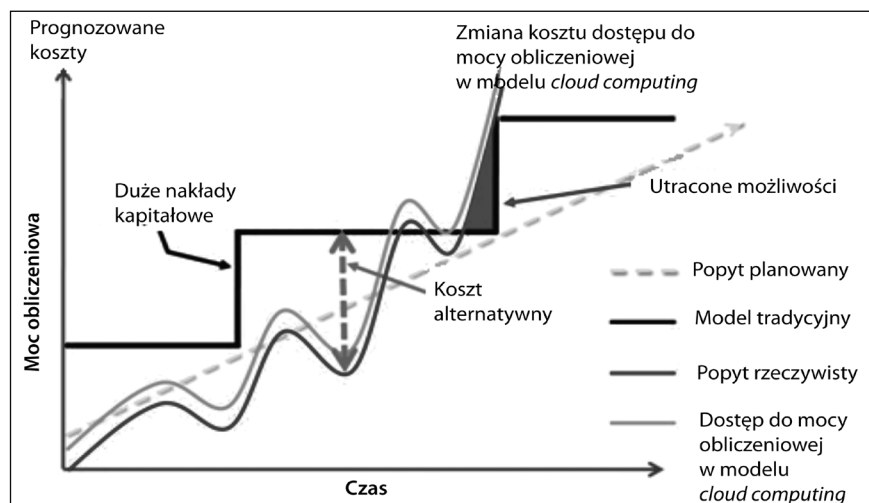 Prognozowane
koszty
Zmiana kosztu dostępu do
mocy obliczeniowej
w modelu cloud computing
Duże nakłady
kapitałowe
Utracone możliwości
Koszt
alternatywny
Moc obliczeniowa
Czas
Popyt planowany
Model tradycyjny
Popyt rzeczywisty
Dostęp do mocy
obliczeniowej
w modelu
cloud computing